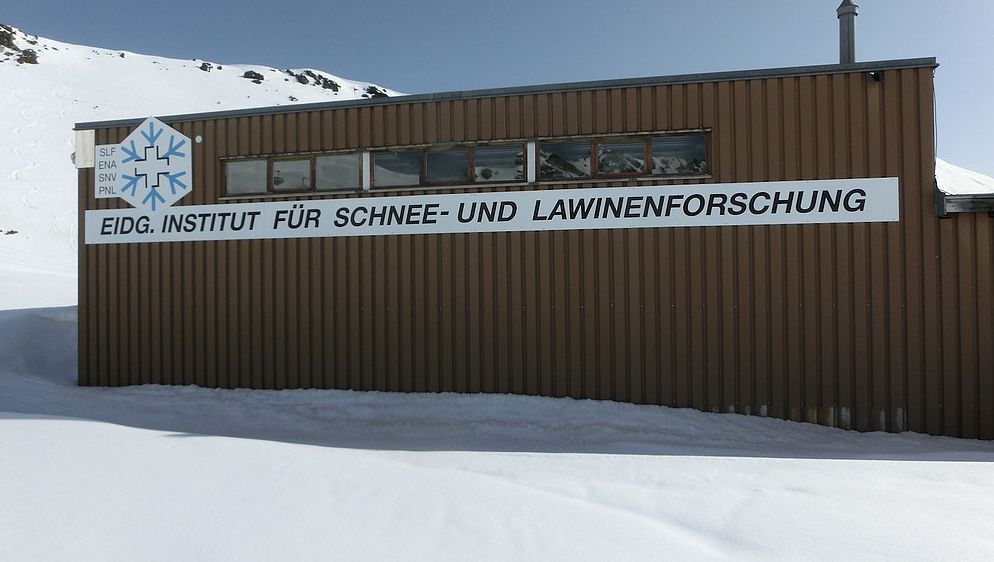 SLF
ENA
SNV
PNL
EIDG. INSTITUT FÜR SCHNEE- UND LAWINENFORSCHUNG